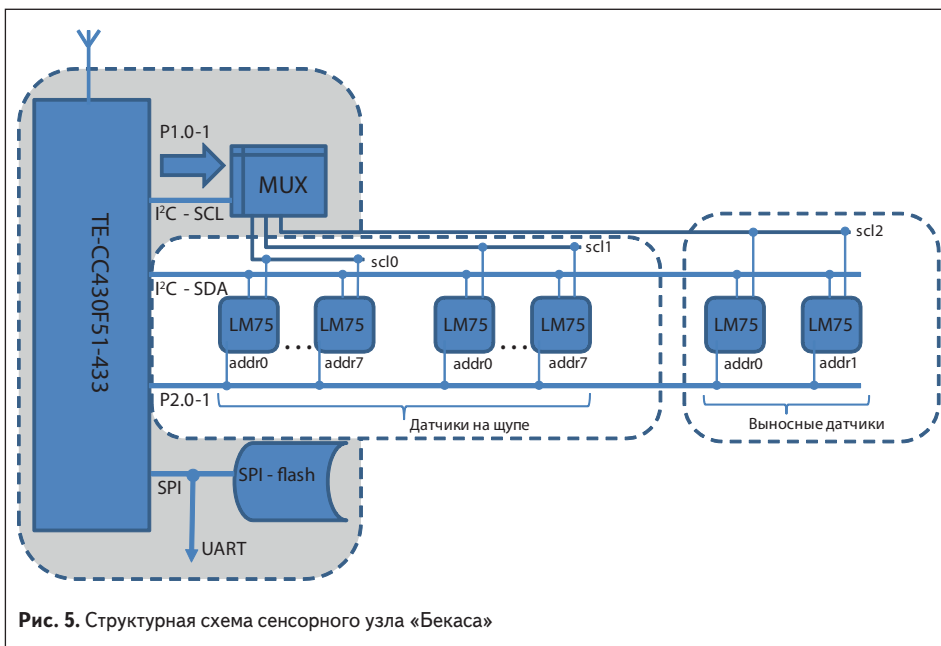 P1.0-1
MUX
I²C - SCL
TE-CC430F51-433
scl2
scl1
scl0
I²C - SDA
LM75
LM75
LM75
LM75
LM75
LM75
addr0
...
addr7
addr0
...
addr7
addr0
addr1
P2.0-1
Датчики на щупе
Выносные датчики
SPI - flash
SPI
UART
Рис. 5. Структурная схема сенсорного узла «Бекаса»